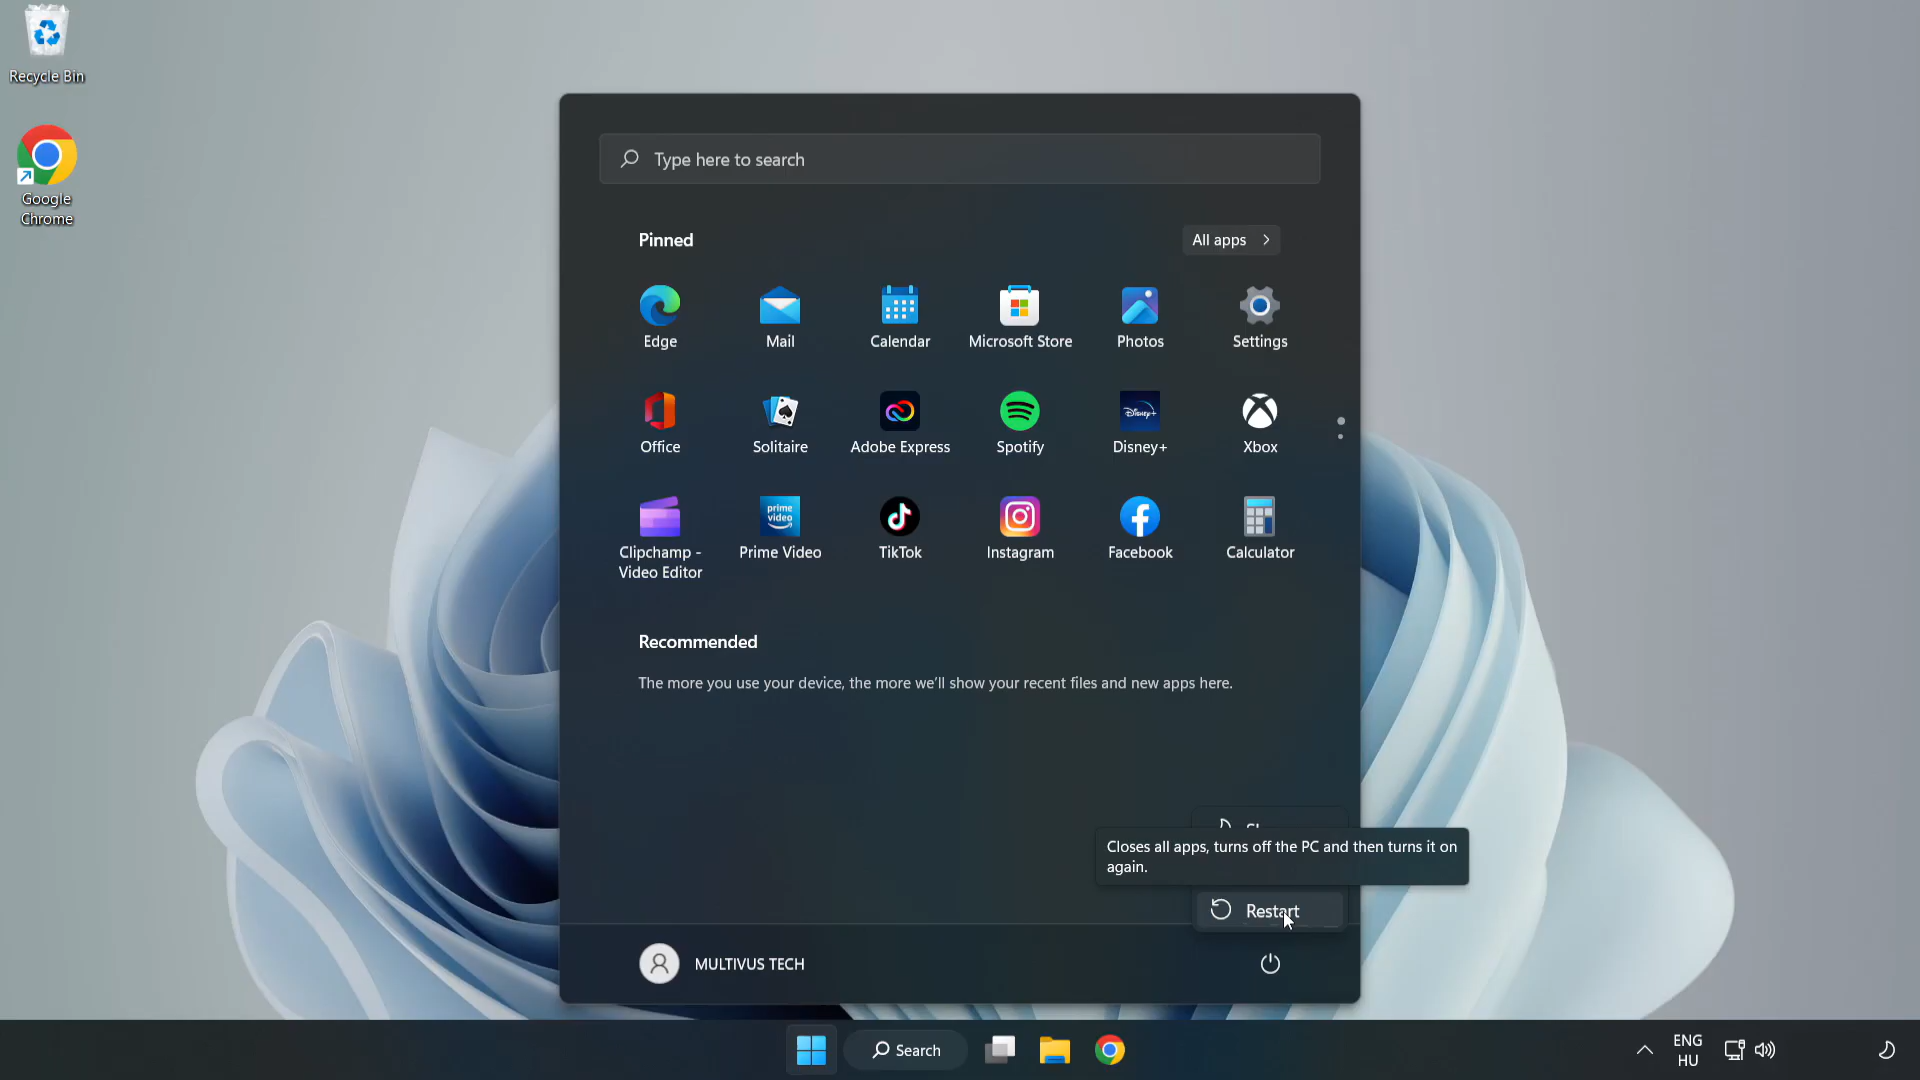 Recycle Bin
Google
Chrome
Type here to search
Pinned
All apps
Edge
Mail
Calendar
Microsoft Store
Photos
Settings
Office
Solitaire
Adobe Express
Spotify
Disney+
Disney+
Xbox
prime
video
Clipchamp -
Video Editor
Prime Video
TikTok
Instagram
Facebook
Calculator
Recommended
The more you use your device, the more we'll show your recent files and new apps here.
Closes all apps, turns off the PC and then turns it on
again.
Restart
MULTIVUS TECH
Search
ENG
HU